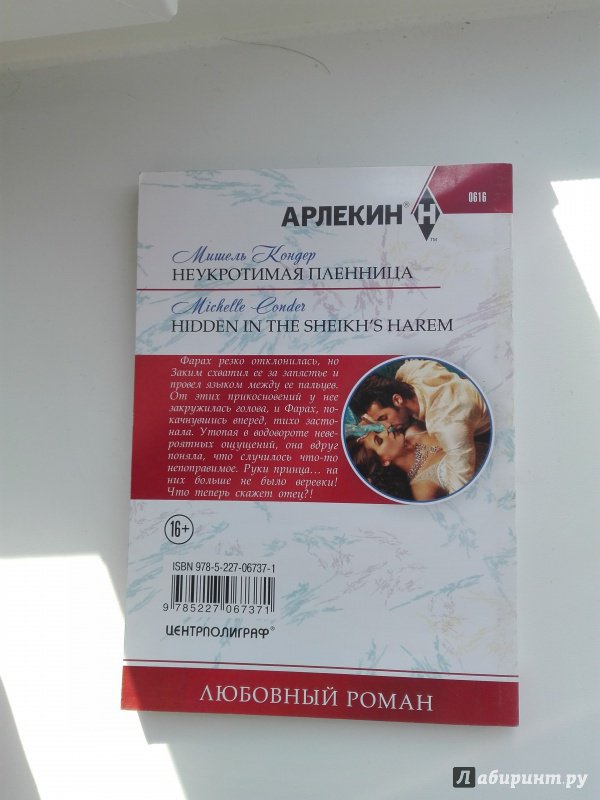 АРЛЕКИН®
Н
™
0616
Мишель Кондер
НЕУКРОТИМАЯ ПЛЕННИЦА
Michelle Conder
HIDDEN IN THE SHEIKH'S HAREM
Фарах резко отклонилась, но
Заким схватил ее за запястье и
провел языком между ее пальцев.
От этих прикосновений у нее
закружилась голова, и Фарах, по-
качнувшись вперед, тихо засто-
нала. Утопая в водовороте неве-
роятных ощущений, она вдруг
поняла, что случилось что-то
непоправимое. Руки принца... на
них больше не было веревки!
Что теперь скажет отец?!
16+
ISBN 978-5-227-06737-1
9 785227 067371
ЦЕНТРПОЛИГРАФ®
ЛЮБОВНЫЙ РОМАН
Лабиринт.ру